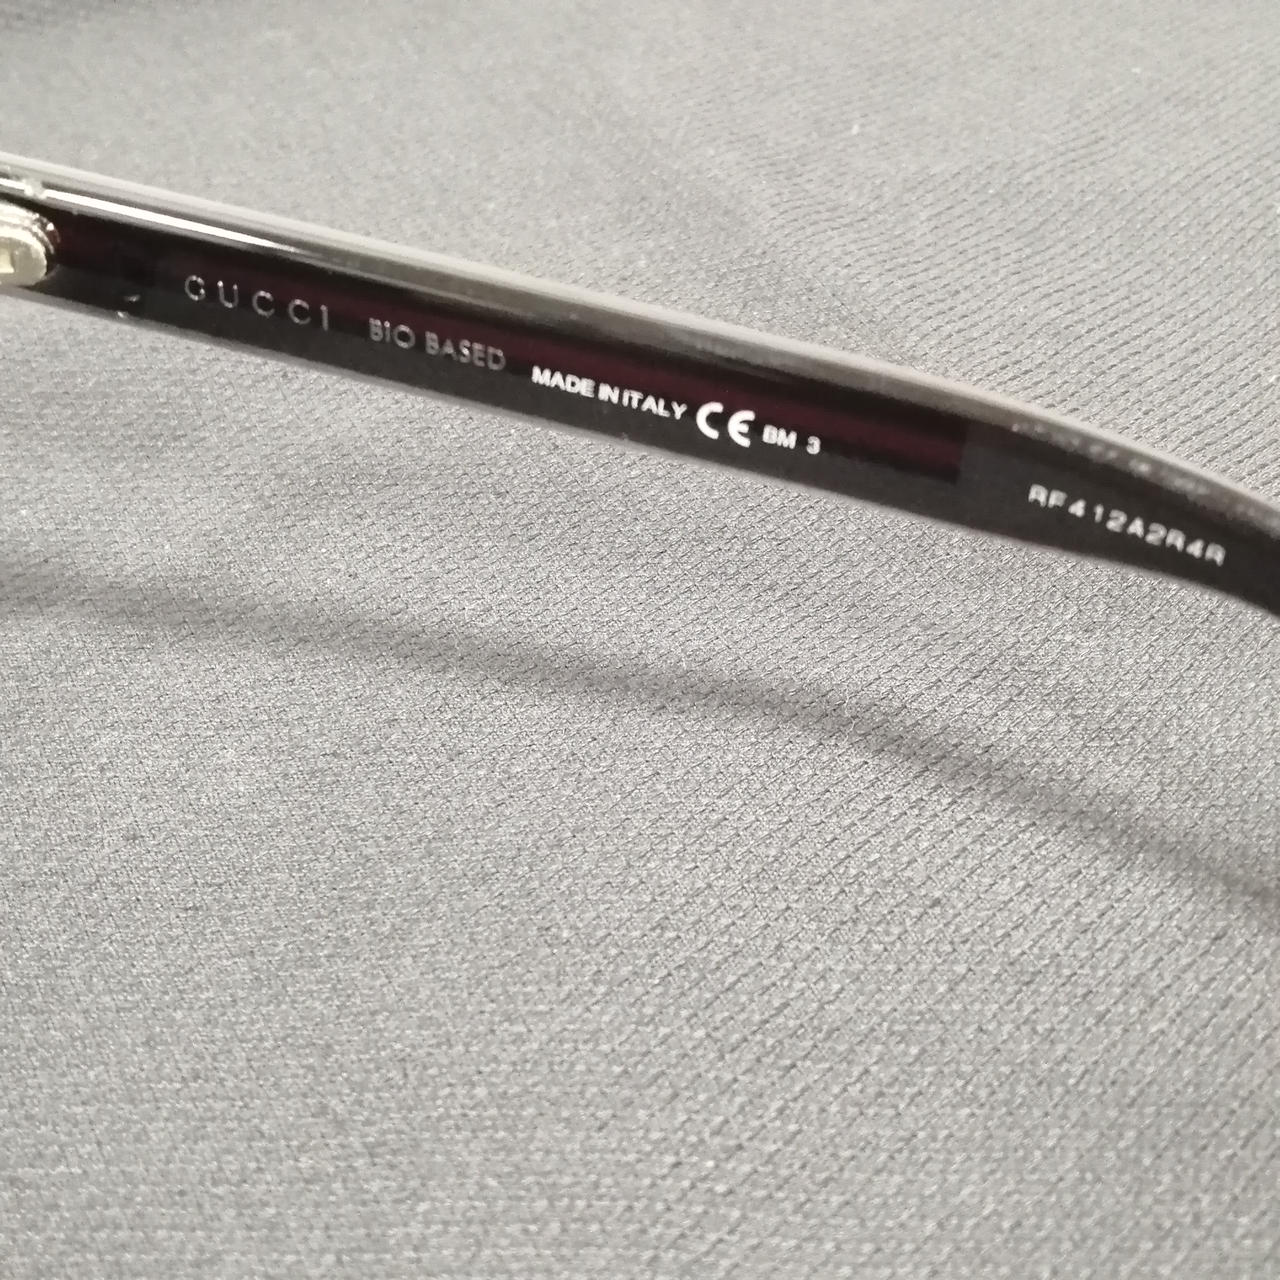 GUCCI BIO BASED MADE IN ITALY CE BM 3 RF412A2R4R